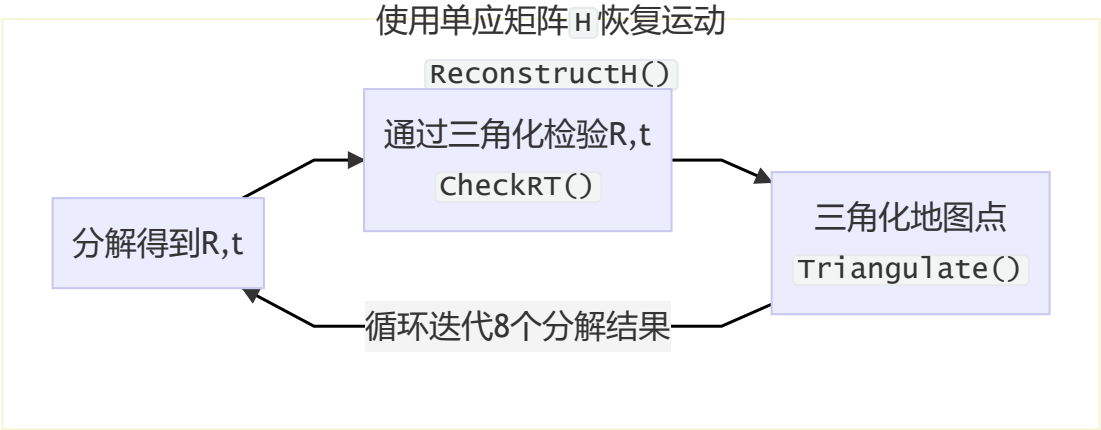 使用单应矩阵H恢复运动
ReconstructH()
通过三角化检验R,t
CheckRT()
分解得到R,t
三角化地图点
Triangulate()
循环迭代8个分解结果